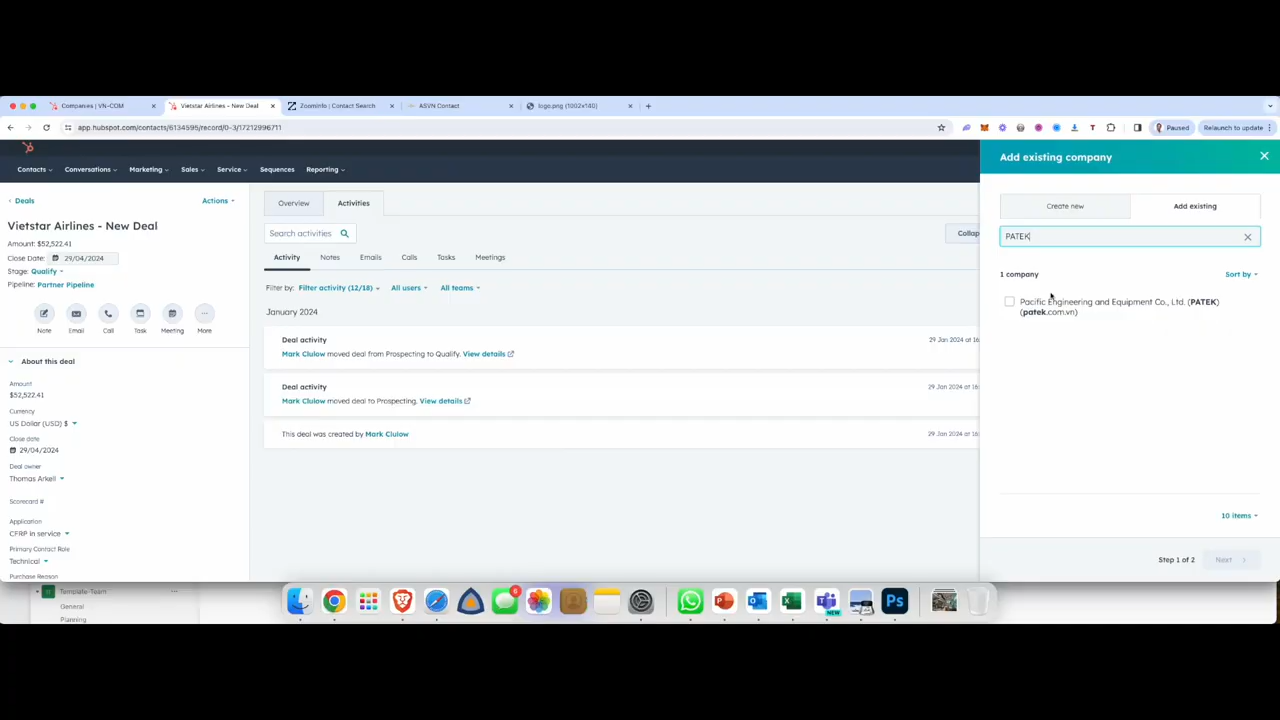 Companies | VN-COM
Vietstar Airlines - New Deal
ZoomInfo | Contact Search
ASVN Contact
logo.png (1002×140)
app.hubspot.com/contacts/6134595/record/0-3/17212996711
Paused
Relaunch to update
Contacts
Conversations
Marketing
Sales
Service
Sequences
Reporting
Deals
Actions
Vietstar Airlines - New Deal
Amount: $52,522.41
Close Date: 29/04/2024
Stage: Qualify
Pipeline: Partner Pipeline
Note
Email
Call
Task
Meeting
More
About this deal
Amount
$52,522.41
Currency
US Dollar (USD) $
Close date
29/04/2024
Deal owner
Thomas Arkell
Scorecard #
Application
CFRP in service
Primary Contact Role
Technical
Purchase Reason
Overview
Activities
Search activities
Collap
Activity
Notes
Emails
Calls
Tasks
Meetings
Filter by: Filter activity (12/18)
All users
All teams
January 2024
Deal activity
29 Jan 2024 at 16
Mark Clulow moved deal from Prospecting to Qualify. View details
Deal activity
29 Jan 2024 at 16
Mark Clulow moved deal to Prospecting. View details
This deal was created by Mark Clulow
29 Jan 2024 at 16
Add existing company
Create new
Add existing
PATEK
1 company
Sort by
Pacific Engineering and Equipment Co., Ltd. (PATEK)
(patek.com.vn)
10 items
Step 1 of 2
Next
Template-Team
General
Planning
6
NEW
Ps